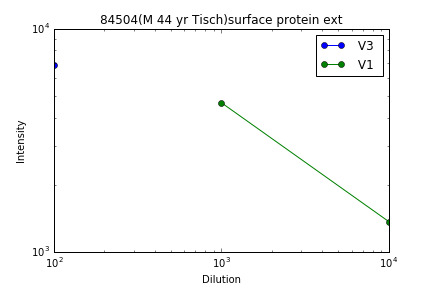 84504(M 44 yr Tisch)surface protein ext
10^4
V3
V1
Intensity
10^3
10^2
10^3
10^4
Dilution